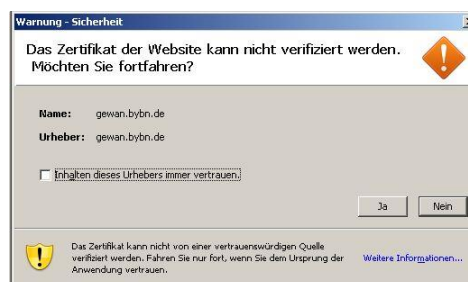 Warnung - Sicherheit
Das Zertifikat der Website kann nicht verifiziert werden.
Möchten Sie fortfahren?
Name: gewan.bybn.de
Urheber: gewan.bybn.de
Inhalten dieses Urhebers immer vertrauen.
Ja Nein
Das Zertifikat kann nicht von einer vertrauenswürdigen Quelle
verifiziert werden. Fahren Sie nur fort, wenn Sie dem Ursprung der
Anwendung vertrauen.
Weitere Informationen...